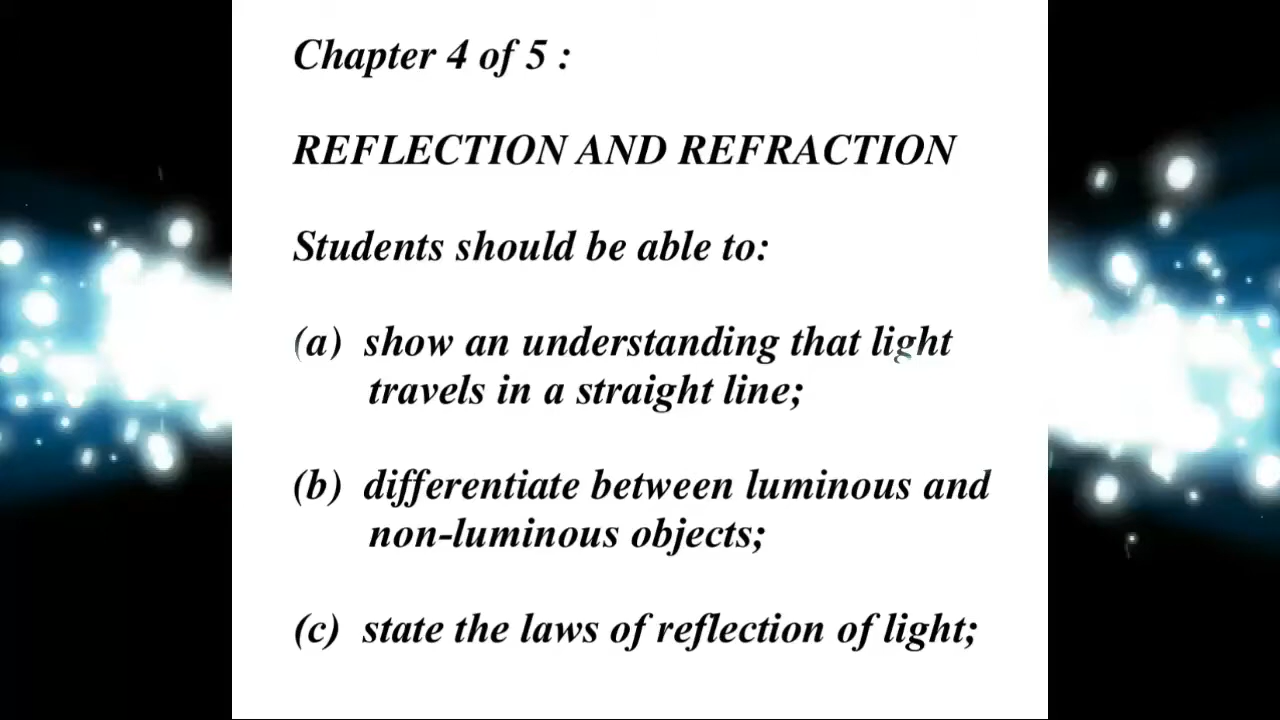 Chapter 4 of 5 :
REFLECTION AND REFRACTION
Students should be able to:
(a) show an understanding that light
travels in a straight line;
(b) differentiate between luminous and
non-luminous objects;
(c) state the laws of reflection of light;